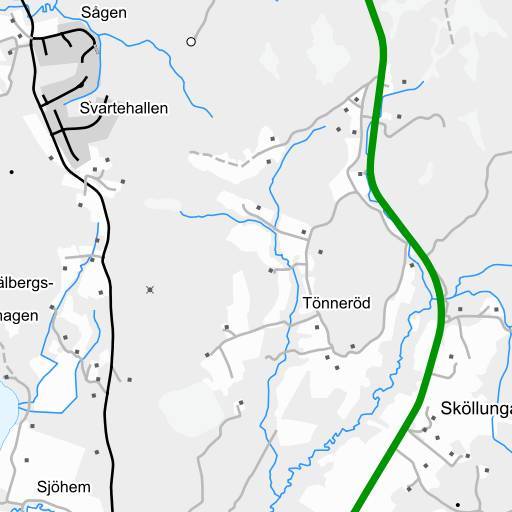 Sågen
Svartehallen
älbergs-
hagen
Tönneröd
Sköllunga
Sjöhem